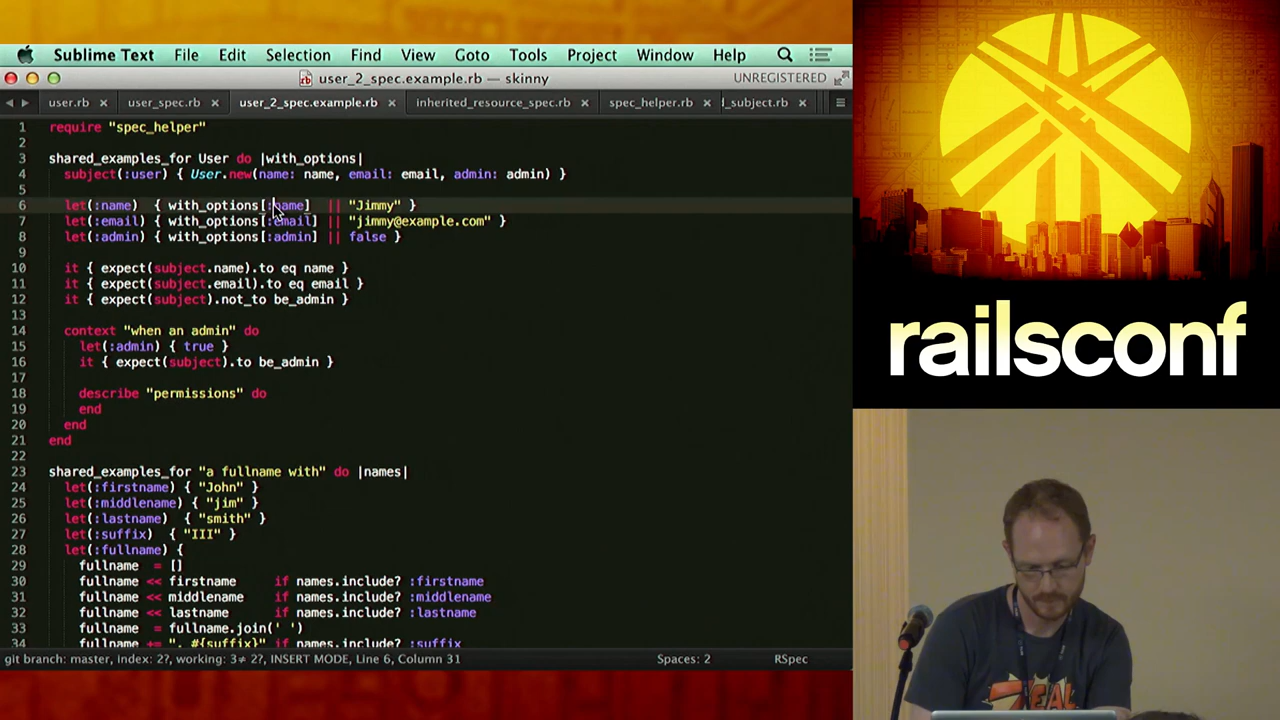 Sublime Text File Edit Selection Find View Goto Tools Project Window Help
user_2_spec.example.rb — skinny UNREGISTERED
user.rb user_spec.rb user_2_spec.example.rb inherited_resource_spec.rb spec_helper.rb l_subject.rb
1 require "spec_helper"
2
3 shared_examples_for User do |with_options|
4 subject(:user) { User.new(name: name, email: email, admin: admin) }
5
6 let(:name) { with_options[:name] || "Jimmy" }
7 let(:email) { with_options[:email] || "jimmy@example.com" }
8 let(:admin) { with_options[:admin] || false }
9
10 it { expect(subject.name).to eq name }
11 it { expect(subject.email).to eq email }
12 it { expect(subject).not_to be_admin }
13
14 context "when an admin" do
15 let(:admin) { true }
16 it { expect(subject).to be_admin }
17
18 describe "permissions" do
19 end
20 end
21 end
22
23 shared_examples_for "a fullname with" do |names|
24 let(:firstname) { "John" }
25 let(:middlename) { "jim" }
26 let(:lastname) { "smith" }
27 let(:suffix) { "III" }
28 let(:fullname) {
29 fullname = []
30 fullname << firstname if names.include? :firstname
31 fullname << middlename if names.include? :middlename
32 fullname << lastname if names.include? :lastname
33 fullname = fullname.join(' ')
34 fullname += ", #{suffix}" if names.include? :suffix
git branch: master, index: 2?, working: 3≠ 2?, INSERT MODE, Line 6, Column 31 Spaces: 2 RSpec
railsconf
ZEAL